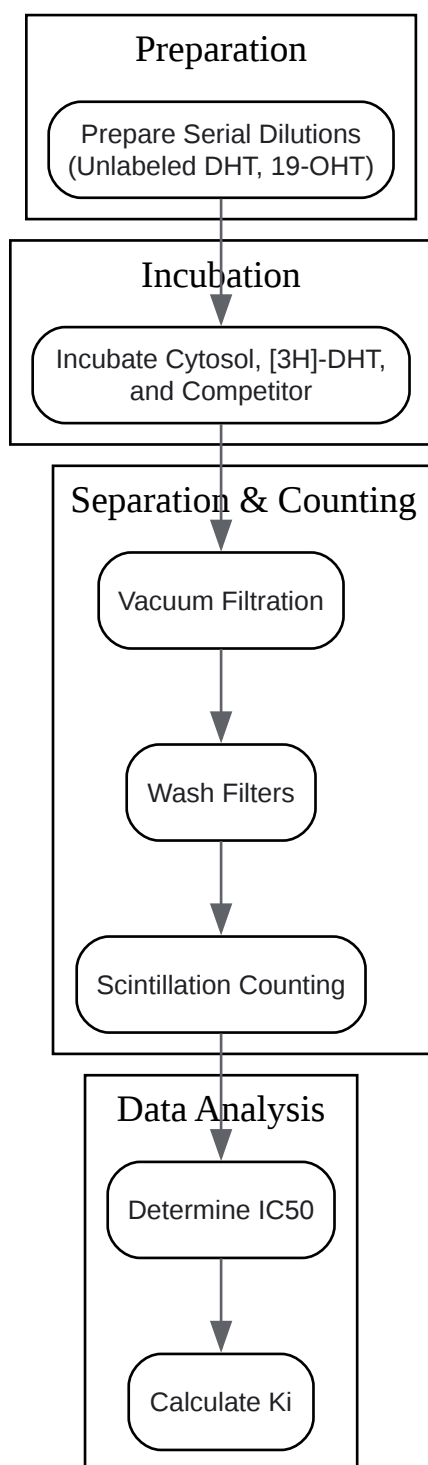 Preparation
Prepare Serial Dilutions
(Unlabeled DHT, 19-OHT)
Incubation
Incubate Cytosol, [3H]-DHT,
and Competitor
Separation & Counting
Vacuum Filtration
Wash Filters
Scintillation Counting
Data Analysis
Determine IC50
Calculate Ki